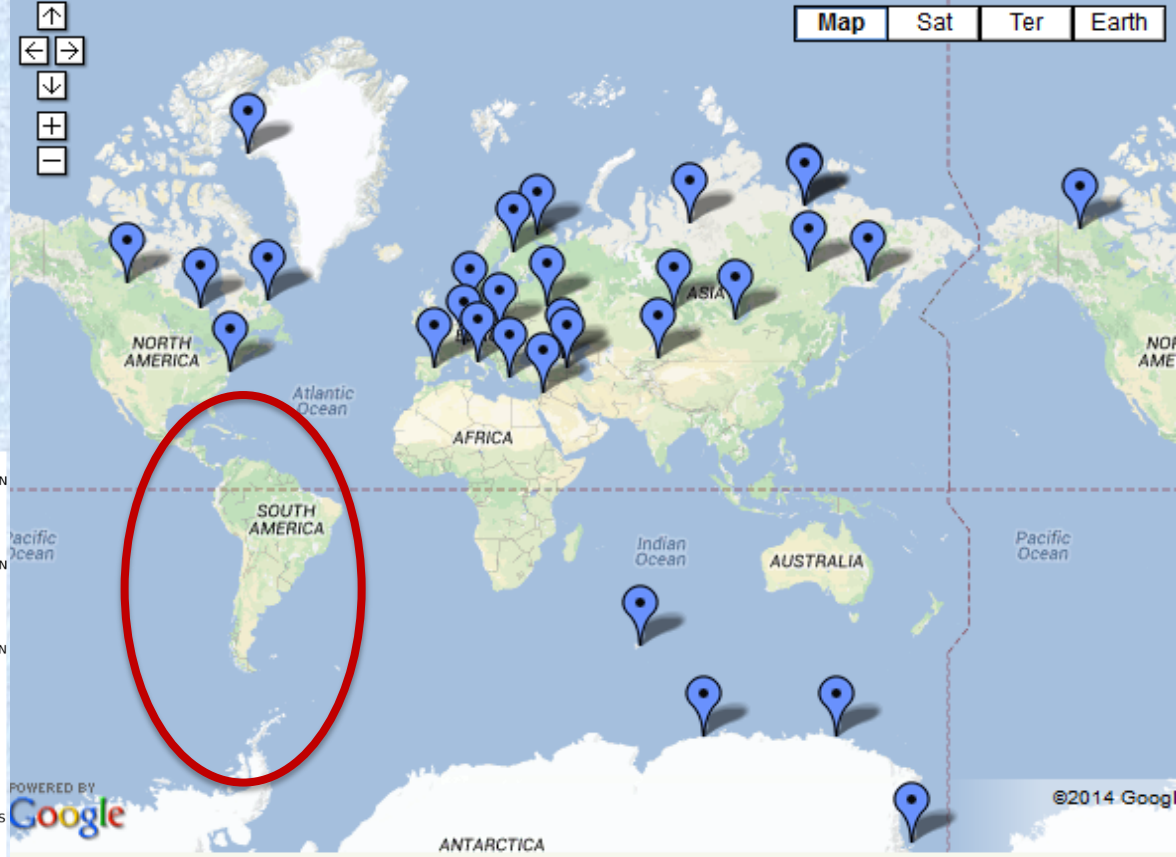 Map Sat Ter Earth
NORTH
AMERICA
Atlantic
Ocean
ASIA
AFRICA
SOUTH
AMERICA
Indian
Ocean
AUSTRALIA
Pacific
Ocean
acific
Ocean
NOR
AME
N
N
N
S
POWERED BY
Google
©2014 Googl
ANTARCTICA